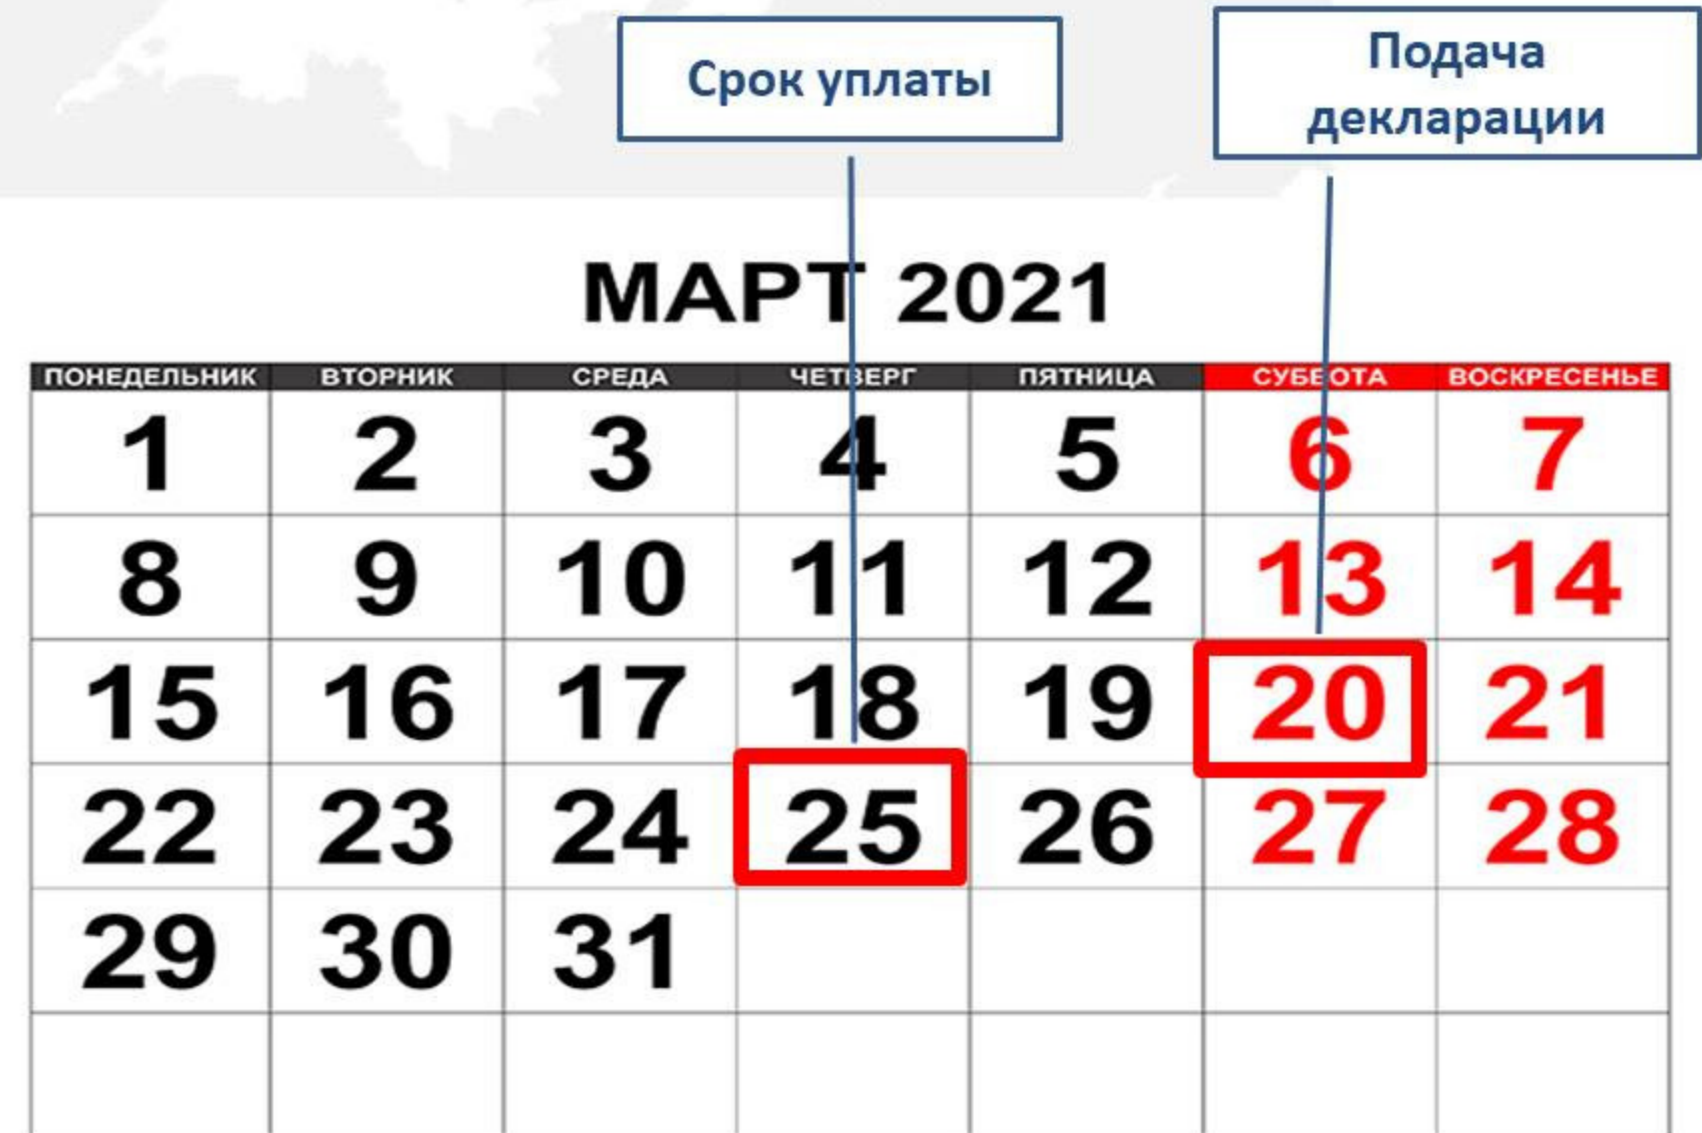 Срок уплаты
Подача
декларации
МАРТ 2021
ПОНЕДЕЛЬНИК ВТОРНИК СРЕДА ЧЕТВЕРГ ПЯТНИЦА СУББОТА ВОСКРЕСЕНЬЕ
1 2 3 4 5 6 7
8 9 10 11 12 13 14
15 16 17 18 19 20 21
22 23 24 25 26 27 28
29 30 31